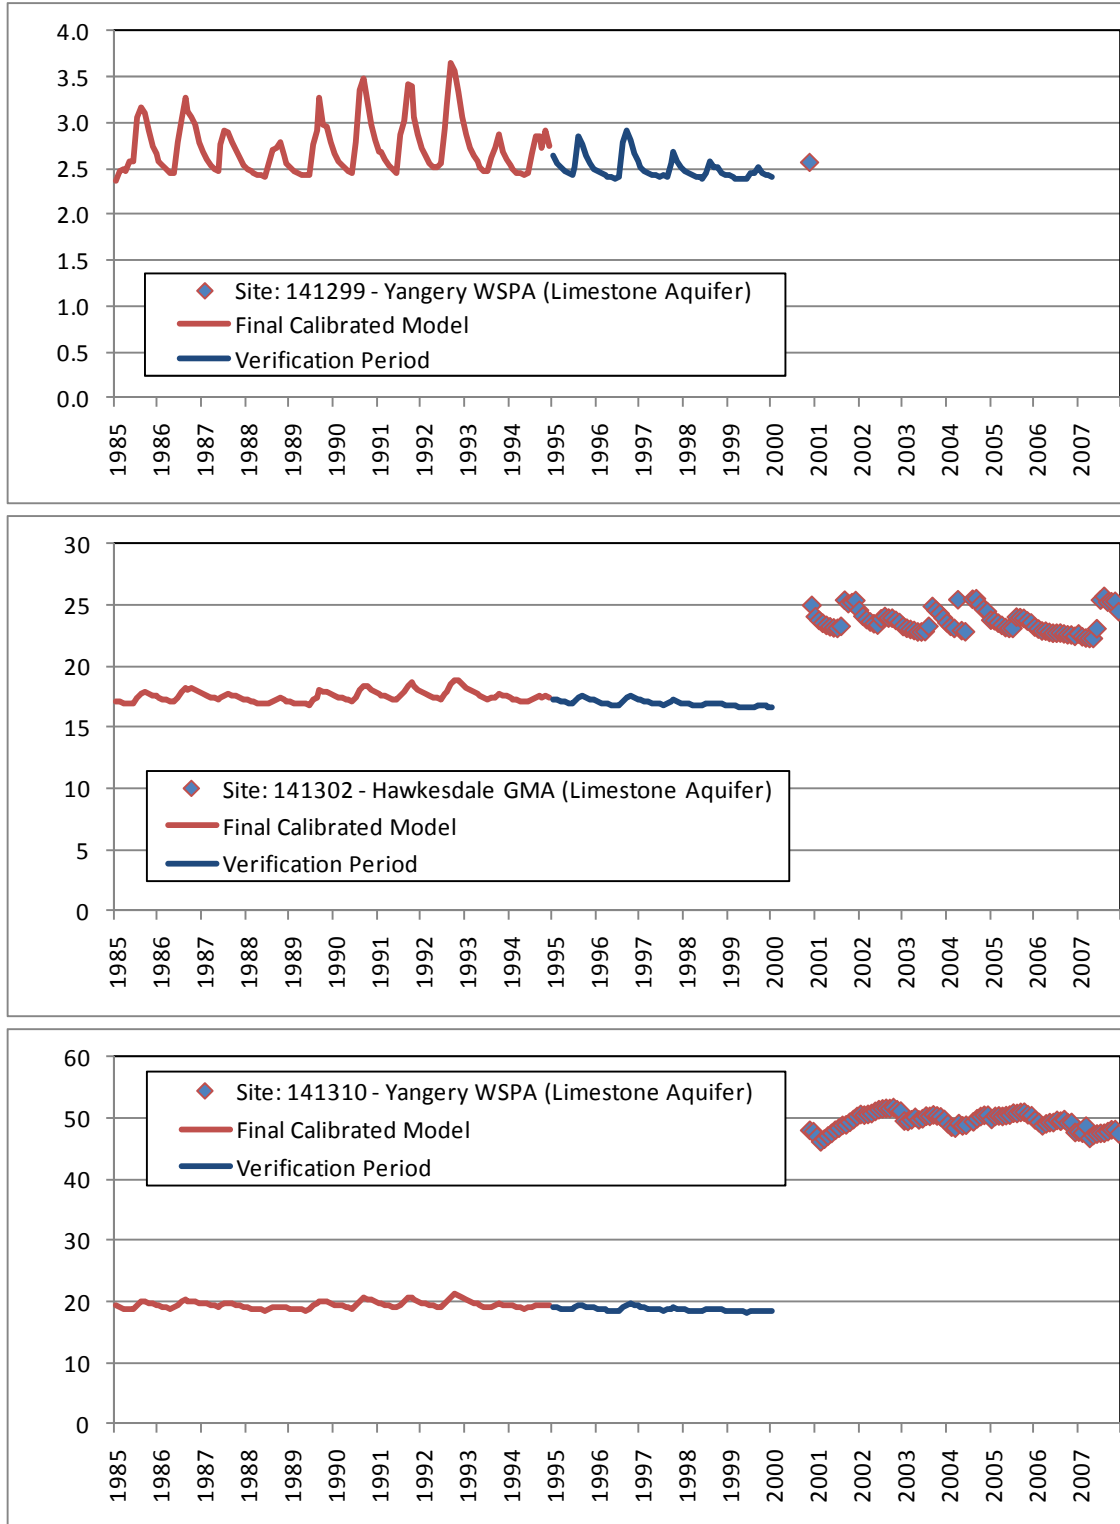 4.0
3.5
3.0
2.5
2.0
1.5
1.0
0.5
0.0
Site: 141299 - Yangery WSPA (Limestone Aquifer)
Final Calibrated Model
Verification Period
1985 1986 1987 1988 1989 1990 1991 1992 1993 1994 1995 1996 1997 1998 1999 2000 2001 2002 2003 2004 2005 2006 2007
30
25
20
15
10
5
0
Site: 141302 - Hawkesdale GMA (Limestone Aquifer)
Final Calibrated Model
Verification Period
1985 1986 1987 1988 1989 1990 1991 1992 1993 1994 1995 1996 1997 1998 1999 2000 2001 2002 2003 2004 2005 2006 2007
60
50
40
30
20
10
0
Site: 141310 - Yangery WSPA (Limestone Aquifer)
Final Calibrated Model
Verification Period
1985 1986 1987 1988 1989 1990 1991 1992 1993 1994 1995 1996 1997 1998 1999 2000 2001 2002 2003 2004 2005 2006 2007